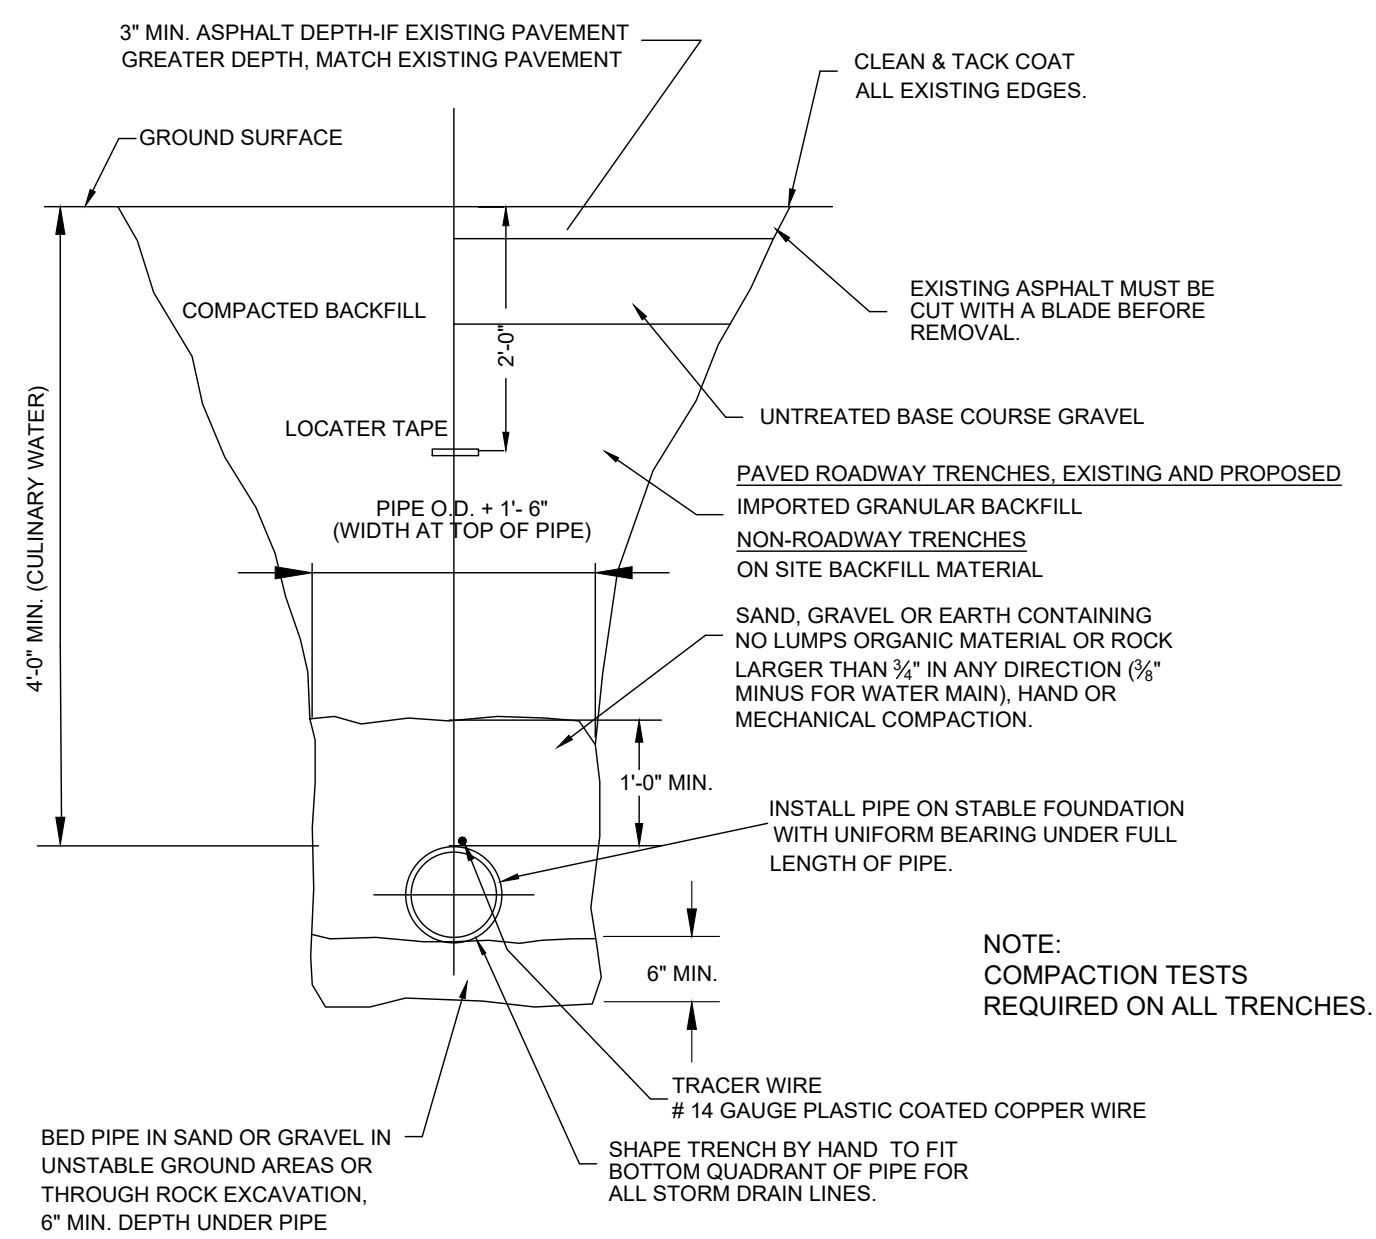 3" MIN. ASPHALT DEPTH-IF EXISTING PAVEMENT
GREATER DEPTH, MATCH EXISTING PAVEMENT
CLEAN & TACK COAT
ALL EXISTING EDGES.
GROUND SURFACE
EXISTING ASPHALT MUST BE
CUT WITH A BLADE BEFORE
REMOVAL.
COMPACTED BACKFILL
2'-0"
UNTREATED BASE COURSE GRAVEL
LOCATER TAPE
PAVED ROADWAY TRENCHES, EXISTING AND PROPOSED
IMPORTED GRANULAR BACKFILL
NON-ROADWAY TRENCHES
ON SITE BACKFILL MATERIAL
PIPE O.D. + 1'- 6"
(WIDTH AT TOP OF PIPE)
4'-0" MIN. (CULINARY WATER)
SAND, GRAVEL OR EARTH CONTAINING
NO LUMPS ORGANIC MATERIAL OR ROCK
LARGER THAN ¾" IN ANY DIRECTION (⅜"
MINUS FOR WATER MAIN), HAND OR
MECHANICAL COMPACTION.
1'-0" MIN.
INSTALL PIPE ON STABLE FOUNDATION
WITH UNIFORM BEARING UNDER FULL
LENGTH OF PIPE.
6" MIN.
NOTE:
COMPACTION TESTS
REQUIRED ON ALL TRENCHES.
TRACER WIRE
# 14 GAUGE PLASTIC COATED COPPER WIRE
BED PIPE IN SAND OR GRAVEL IN
UNSTABLE GROUND AREAS OR
THROUGH ROCK EXCAVATION,
6" MIN. DEPTH UNDER PIPE
SHAPE TRENCH BY HAND TO FIT
BOTTOM QUADRANT OF PIPE FOR
ALL STORM DRAIN LINES.